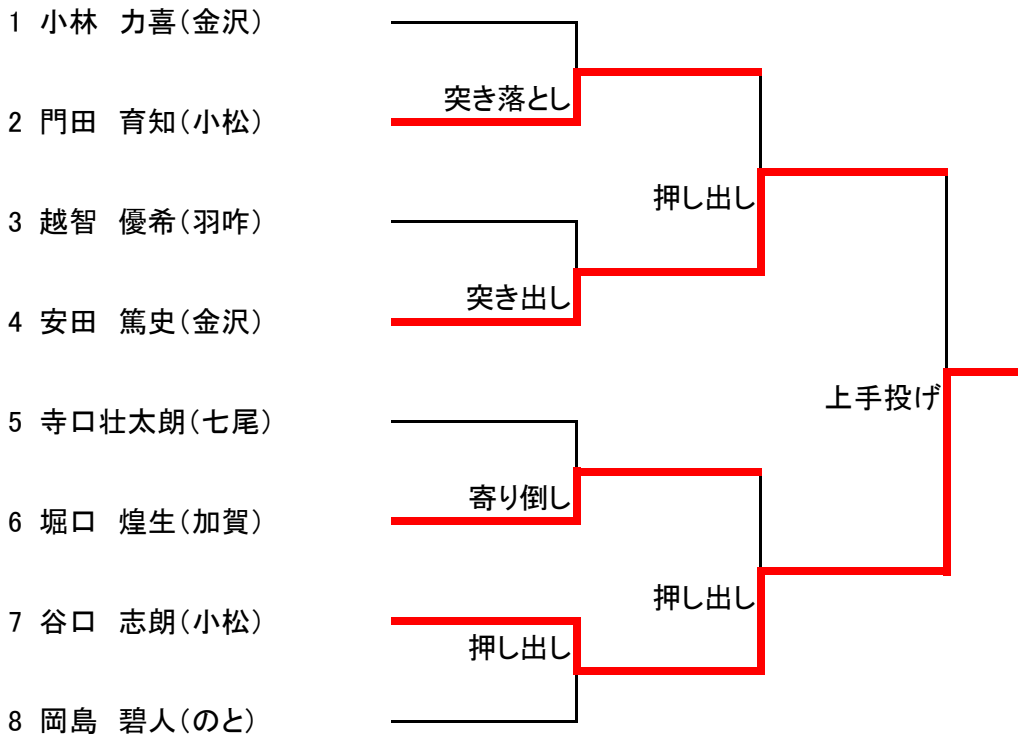 1 小林　力喜（金沢）
突き落とし
2 門田　育知（小松）
押し出し
3 越智　優希（羽咋）
突き出し
4 安田　篤史（金沢）
上手投げ
5 寺口壮太朗（七尾）
寄り倒し
6 堀口　煌生（加賀）
押し出し
7 谷口　志朗（小松）
押し出し
8 岡島　碧人（のと）